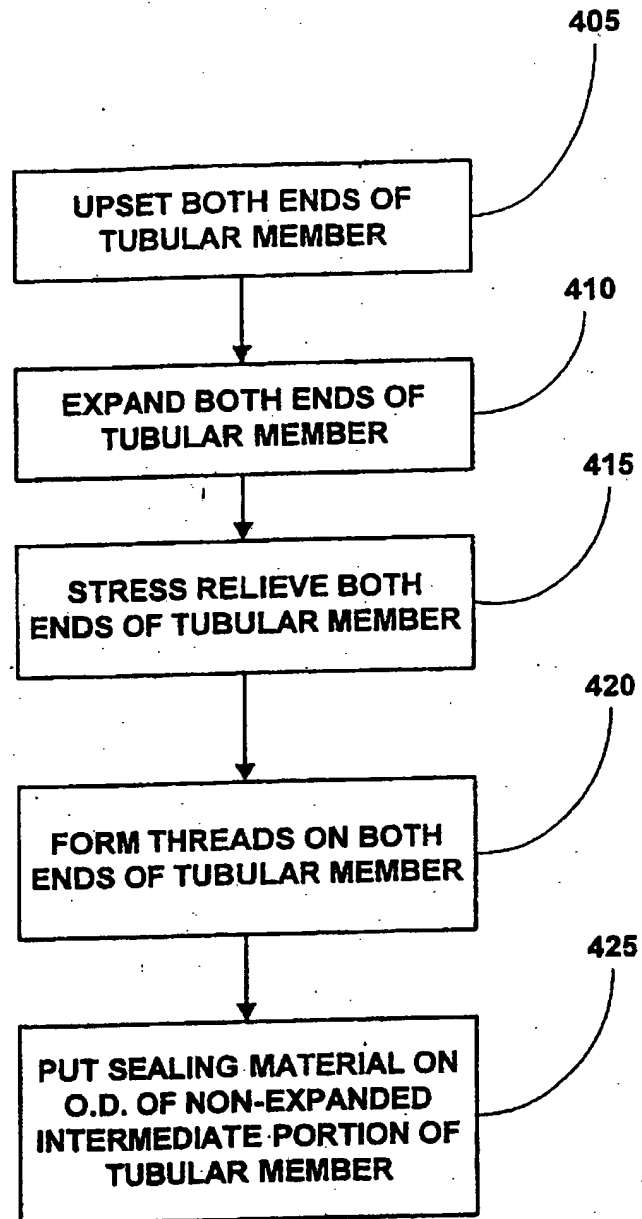 405
UPSET BOTH ENDS OF
TUBULAR MEMBER
410
EXPAND BOTH ENDS OF
TUBULAR MEMBER
415
STRESS RELIEVE BOTH
ENDS OF TUBULAR MEMBER
420
FORM THREADS ON BOTH
ENDS OF TUBULAR MEMBER
425
PUT SEALING MATERIAL ON
O.D. OF NON-EXPANDED
INTERMEDIATE PORTION OF
TUBULAR MEMBER